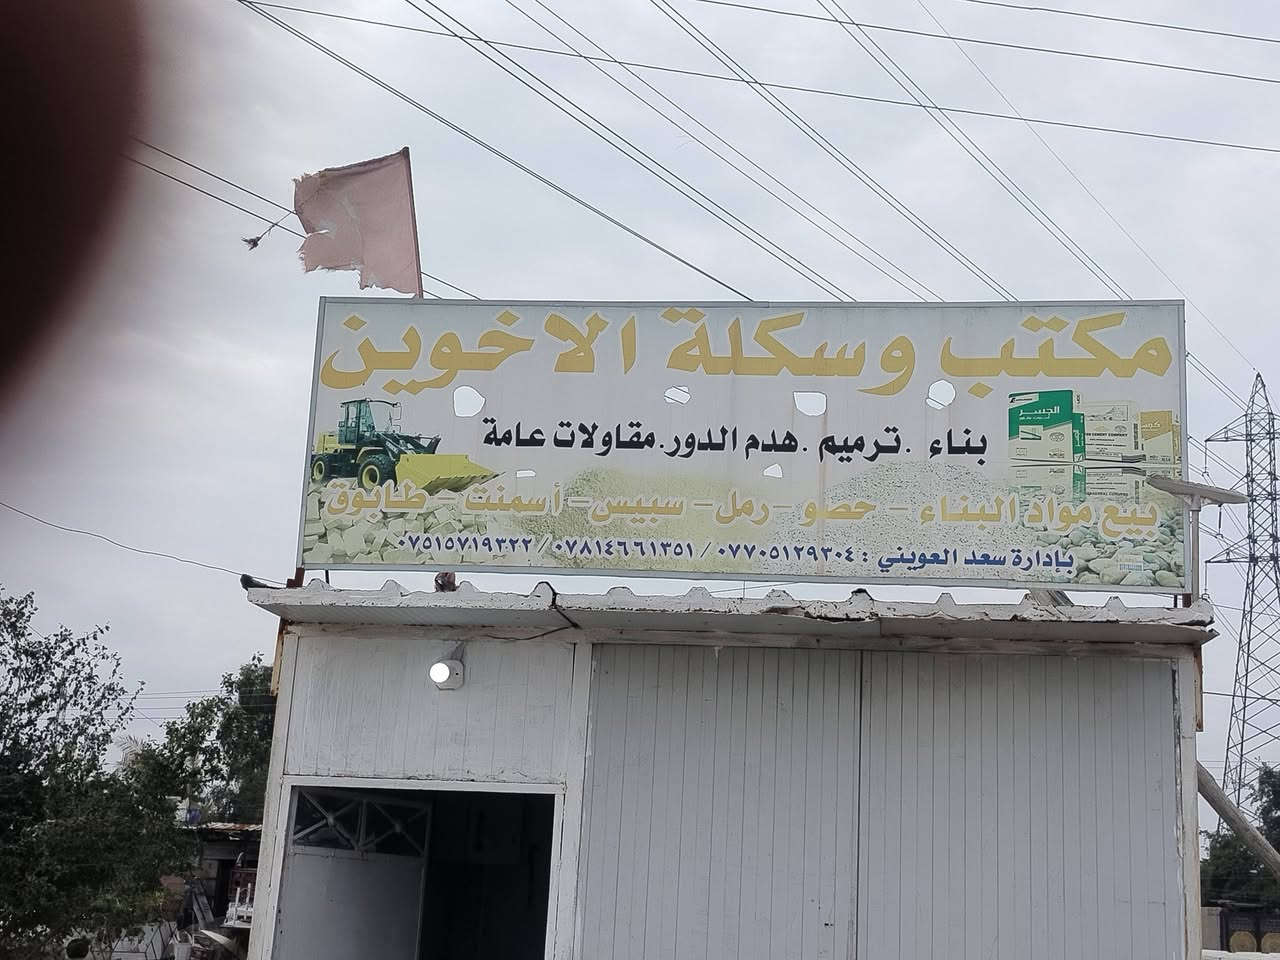 مكتب وسكلة الاخوين
بناء . ترميم . هدم الدور. مقاولات عامة
الجسر
بيع مواد البناء - حصو - رمل - سبيس - أسمنت - طابوق
بإدارة سعد العويني : ٠٧٧٠٥١٢٩٣٠٤ / ٠٧٨١٤٦٦١٣٥١ / ٠٧٥١٥٧١٩٣٢٢